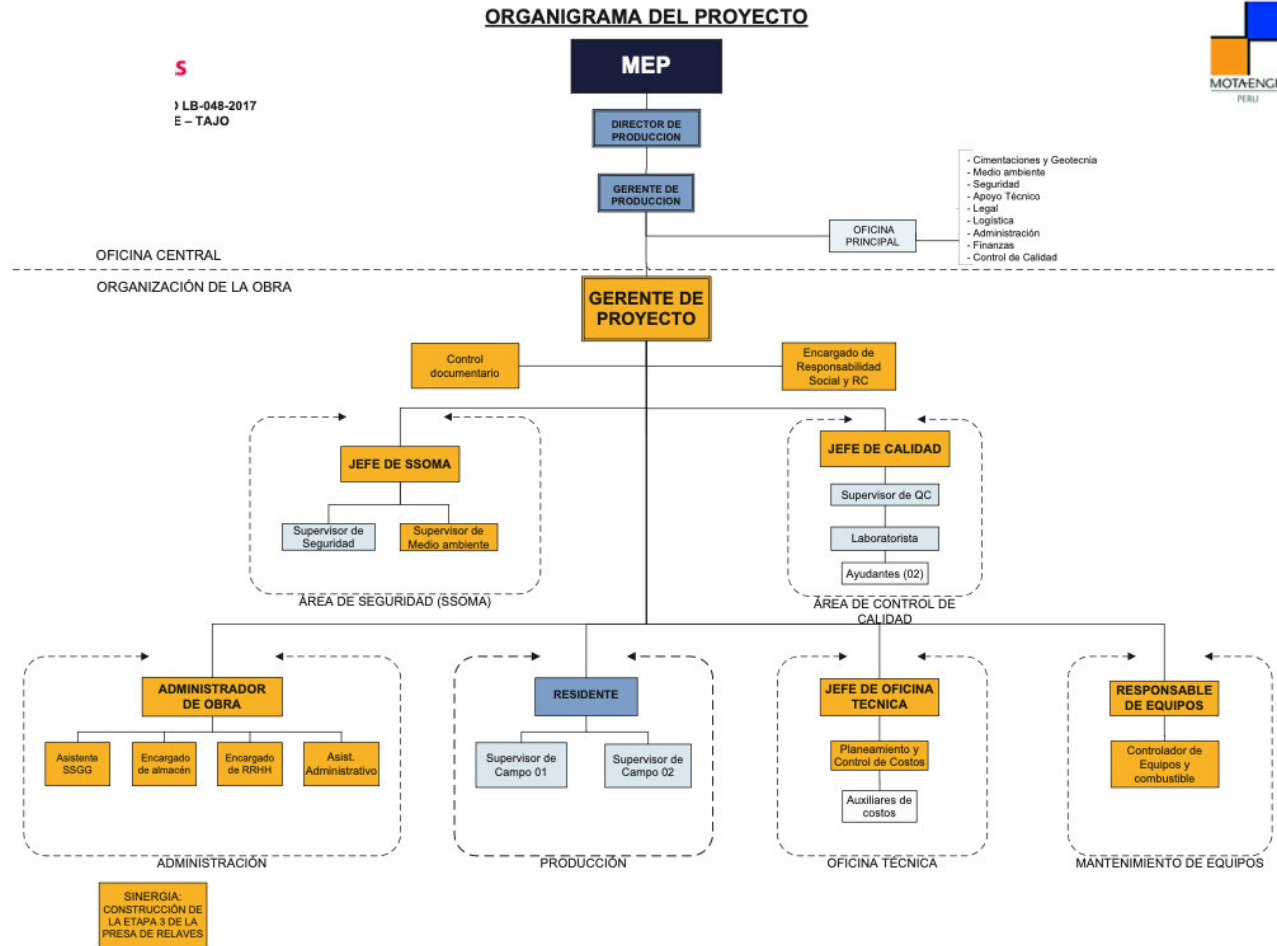 ORGANIGRAMA DEL PROYECTO
S
LB-048-2017
E – TAJO
MEP
MOTA-ENGI
PERU
DIRECTOR DE
PRODUCCION
GERENTE DE
PRODUCCION
OFICINA
PRINCIPAL
- Cimentaciones y Geotecnia
- Medio ambiente
- Seguridad
- Apoyo Técnico
- Legal
- Logística
- Administración
- Finanzas
- Control de Calidad
OFICINA CENTRAL
ORGANIZACIÓN DE LA OBRA
GERENTE DE
PROYECTO
Control
documentario
Encargado de
Responsabilidad
Social y RC
JEFE DE SSOMA
Supervisor de
Seguridad
Supervisor de
Medio ambiente
ÁREA DE SEGURIDAD (SSOMA)
JEFE DE CALIDAD
Supervisor de QC
Laboratorista
Ayudantes (02)
ÁREA DE CONTROL DE
CALIDAD
ADMINISTRADOR
DE OBRA
Asistente
SSGG
Encargado
de almacén
Encargado
de RRHH
Asist.
Administrativo
ADMINISTRACIÓN
RESIDENTE
Supervisor de
Campo 01
Supervisor de
Campo 02
PRODUCCIÓN
JEFE DE OFICINA
TECNICA
Planeamiento y
Control de Costos
Auxiliares de
costos
OFICINA TÉCNICA
RESPONSABLE
DE EQUIPOS
Controlador de
Equipos y
combustible
MANTENIMIENTO DE EQUIPOS
SINERGIA:
CONSTRUCCIÓN DE
LA ETAPA 3 DE LA
PRESA DE RELAVES